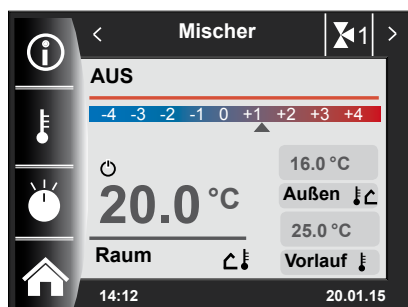 < Mischer 1 >
AUS
-4 -3 -2 -1 0 +1 +2 +3 +4
16.0 °C
20.0 °C
Außen
25.0 °C
Raum
Vorlauf
14:12 20.01.15